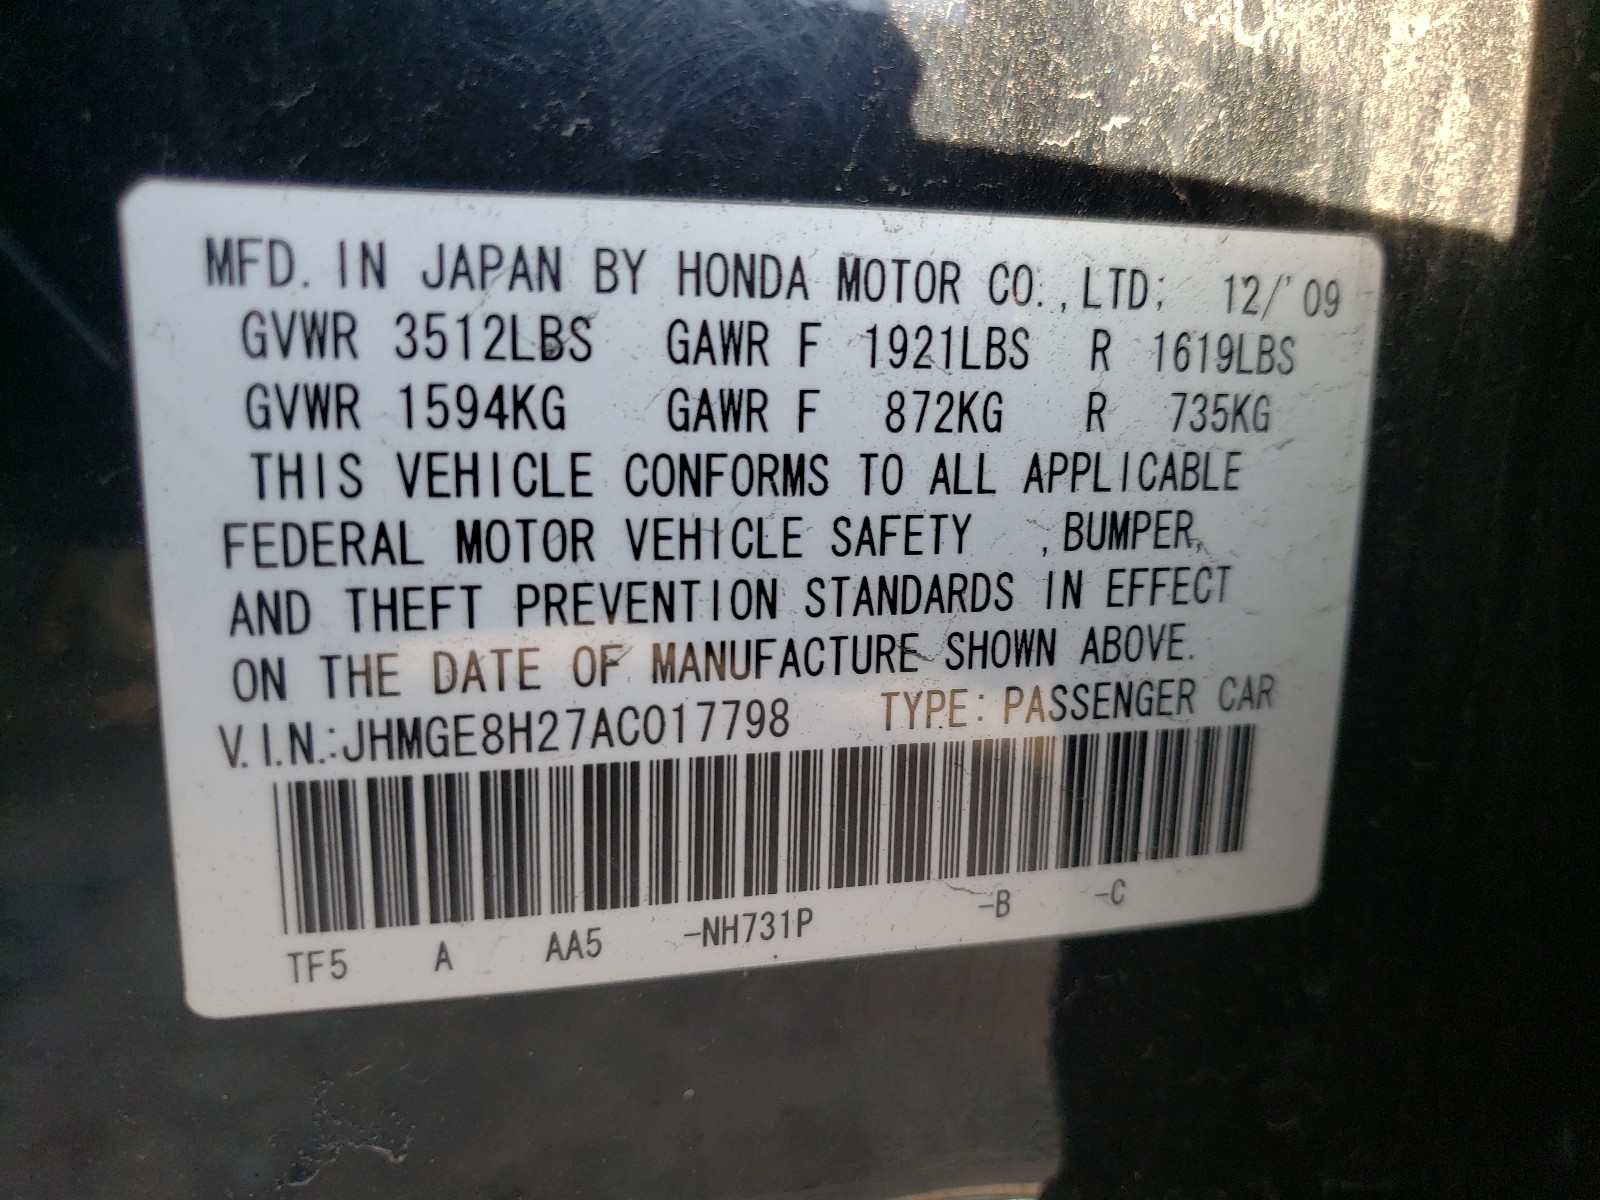 MFD. IN JAPAN BY HONDA MOTOR CO.,LTD; 12/'09
GVWR 3512LBS GAWR F 1921LBS R 1619LBS
GVWR 1594KG GAWR F 872KG R 735KG
THIS VEHICLE CONFORMS TO ALL APPLICABLE
FEDERAL MOTOR VEHICLE SAFETY ,BUMPER,
AND THEFT PREVENTION STANDARDS IN EFFECT
ON THE DATE OF MANUFACTURE SHOWN ABOVE.
V.I.N.:JHMGE8H27AC017798 TYPE: PASSENGER CAR
TF5 A AA5 -NH731P -B -C